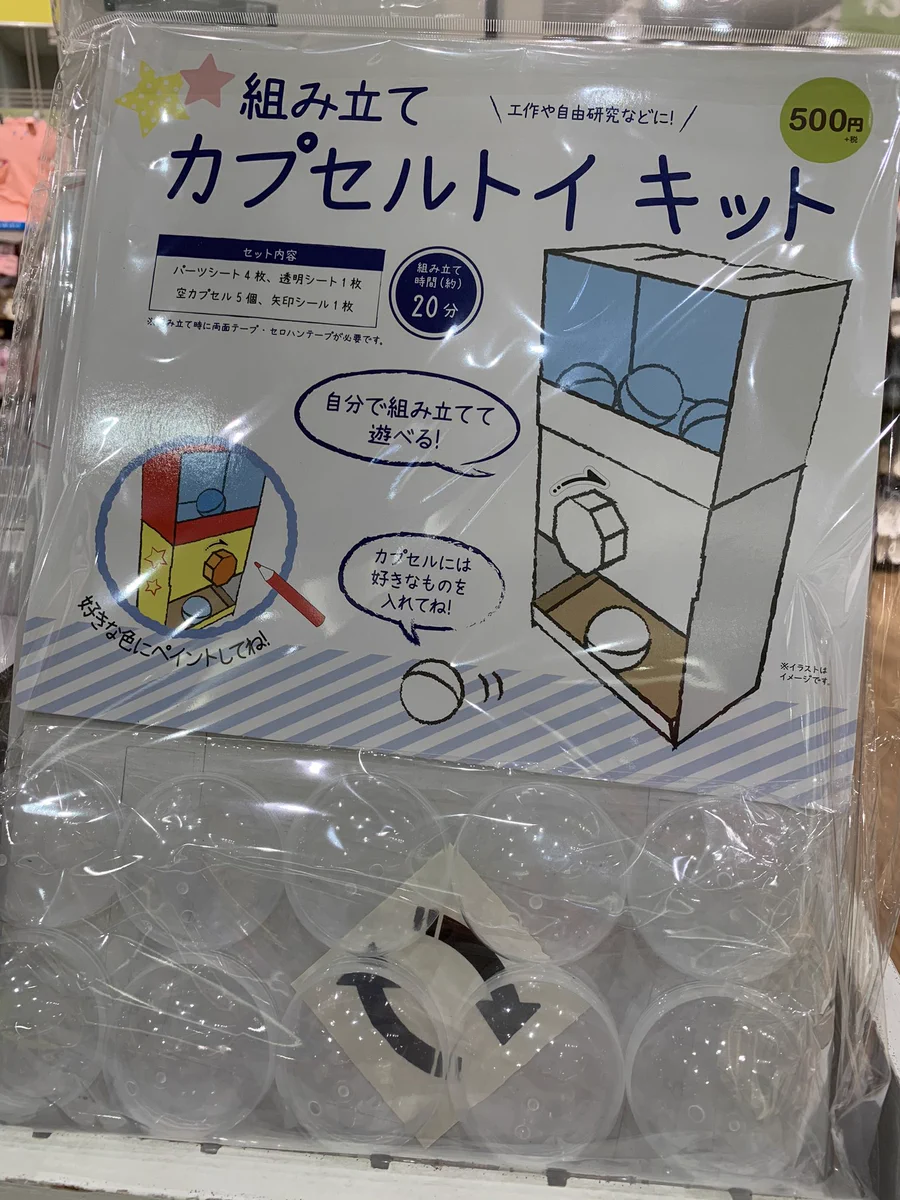 組み立て
工作や自由研究などに!
500円
+税
カプセルトイ キット
セット内容
パーツシート4枚、透明シート1枚
空カプセル5個、矢印シール1枚
※組み立て時に両面テープ・セロハンテープが必要です。
組み立て
時間(約)
20分
自分で組み立てて
遊べる!
カプセルには
好きなものを
入れてね!
好きな色にペイントしてね!
※イラストは
イメージです。